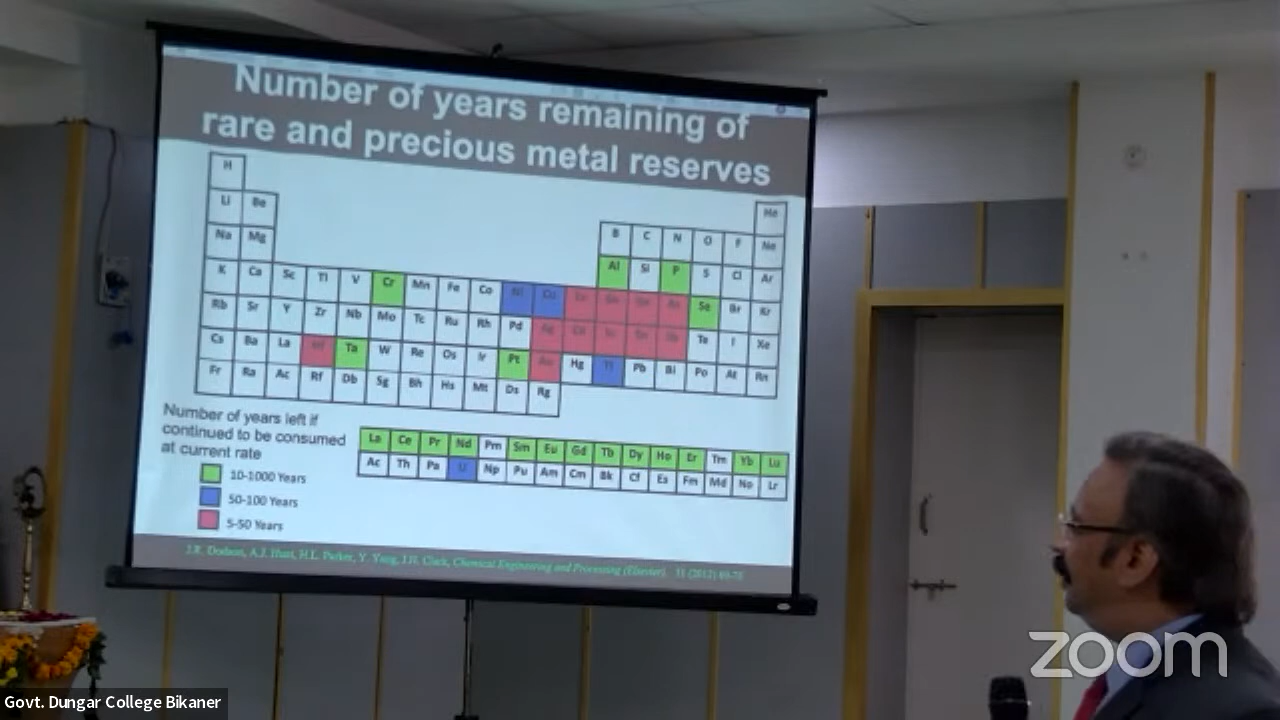 Number of years remaining of
rare and precious metal reserves
H He
Li Be B C N O F Ne
Na Mg Al Si P S Cl Ar
K Ca Sc Ti V Cr Mn Fe Co Ni Cu Se Br Kr
Rb Sr Y Zr Nb Mo Tc Ru Rh Pd Ag Cd Te I Xe
Cs Ba La Hf Ta W Re Os Ir Pt Au Hg Tl Pb Bi Po At Rn
Fr Ra Ac Rf Db Sg Bh Hs Mt Ds Rg
Number of years left if
continued to be consumed
at current rate
La Ce Pr Nd Pm Sm Eu Gd Tb Dy Ho Er Tm Yb Lu
Ac Th Pa U Np Pu Am Cm Bk Cf Es Fm Md No Lr
10-1000 Years
50-100 Years
5-50 Years
J.R. Dodson, A.J. Hunt, H.L. Parker, Y. Yang, J.H. Clark, Chemical Engineering and Processing (Elsevier). 51 (2012) 69-78
zoom
Govt. Dungar College Bikaner